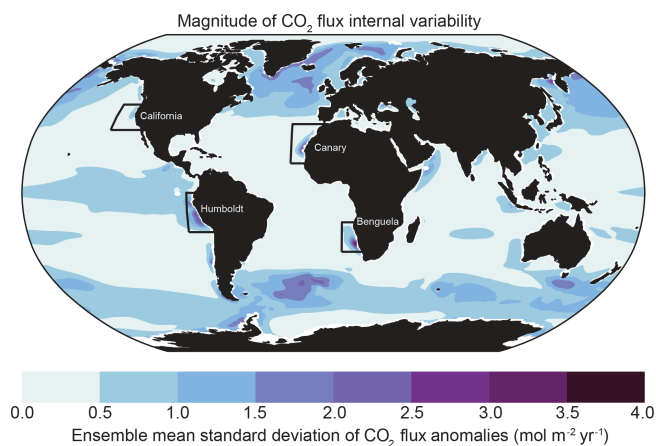 Magnitude of CO₂ flux internal variability
California
Canary
Humboldt
Benguela
0.0 0.5 1.0 1.5 2.0 2.5 3.0 3.5 4.0
Ensemble mean standard deviation of CO₂ flux anomalies (mol m⁻² yr⁻¹)